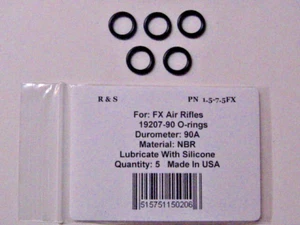 R & S PN 1.5-7.5FX
For: FX Air Rifles
19207-90 O-rings
Durometer: 90A
Material: NBR
Lubricate With Silicone
Quantity: 5 Made In USA
515751150206